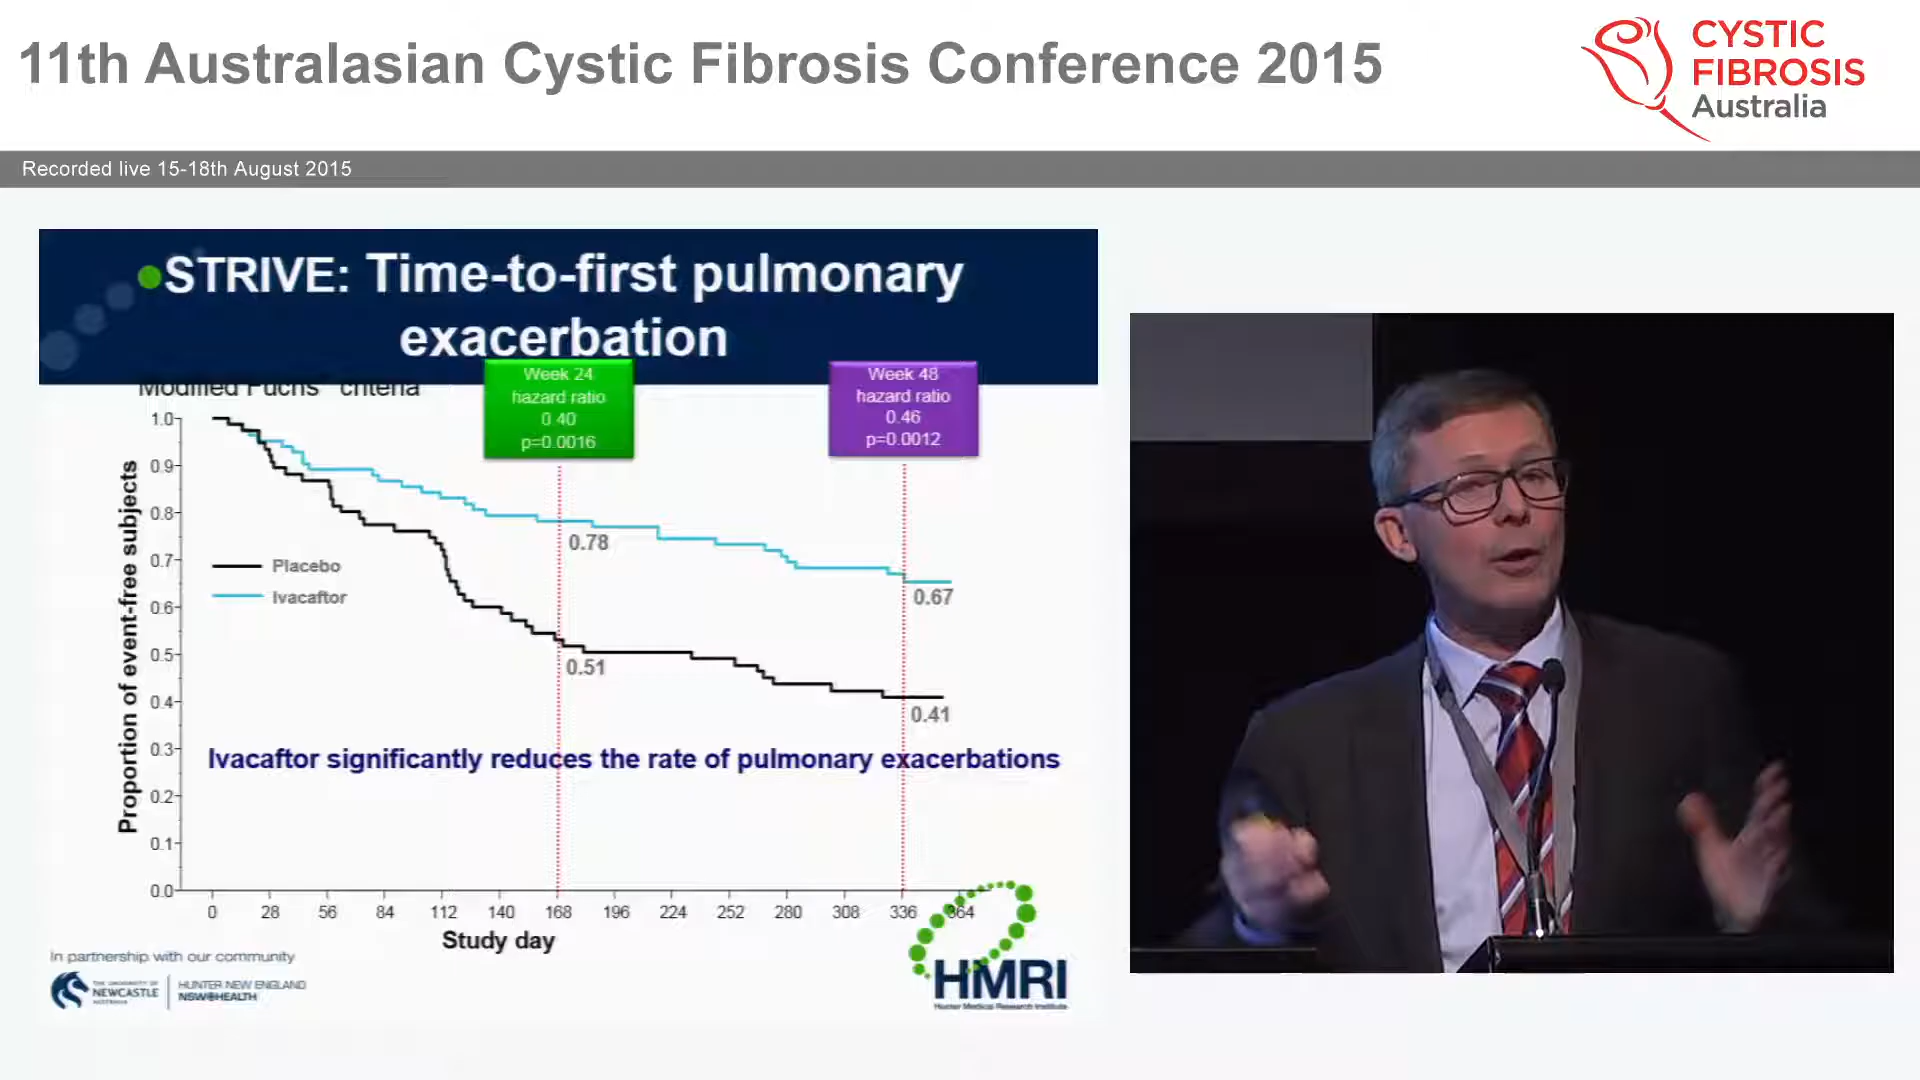 11th Australasian Cystic Fibrosis Conference 2015
CYSTIC
FIBROSIS
Australia
Recorded live 15-18th August 2015
STRIVE: Time-to-first pulmonary
exacerbation
Modified Fuchs' criteria
Week 24
hazard ratio
0.40
p=0.0016
Week 48
hazard ratio
0.46
p=0.0012
Proportion of event-free subjects
1.0
0.9
0.8
0.7
0.6
0.5
0.4
0.3
0.2
0.1
0.0
Placebo
Ivacaftor
0.78
0.67
0.51
0.41
Ivacaftor significantly reduces the rate of pulmonary exacerbations
0 28 56 84 112 140 168 196 224 252 280 308 336 364
Study day
In partnership with our community
THE UNIVERSITY OF
NEWCASTLE
AUSTRALIA
HUNTER NEW ENGLAND
NSW HEALTH
HMRI
Hunter Medical Research Institute